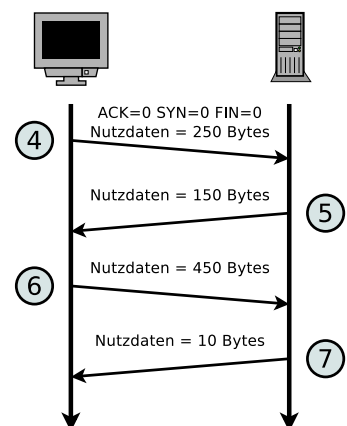 ACK=0 SYN=0 FIN=0
4
Nutzdaten = 250 Bytes
Nutzdaten = 150 Bytes
5
Nutzdaten = 450 Bytes
6
Nutzdaten = 10 Bytes
7